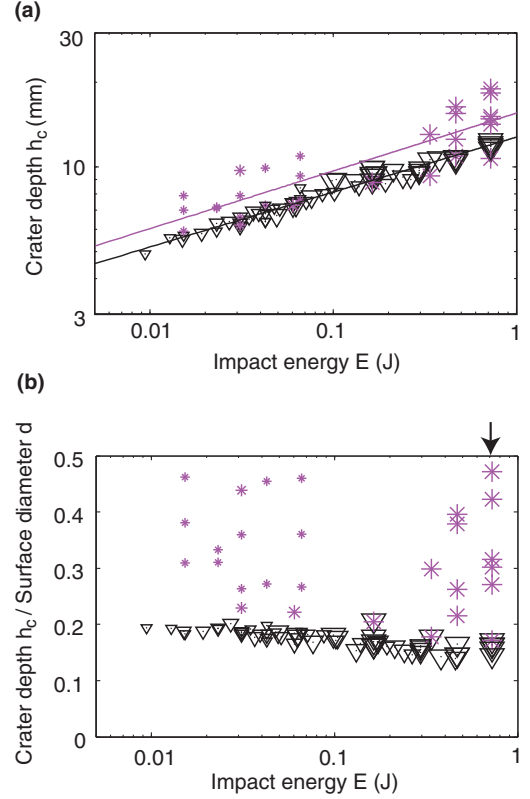 (a)
30
10
3
Crater depth h_c (mm)
0.01 0.1 1
Impact energy E (J)
(b)
0.5
0.4
0.3
0.2
0.1
0
Crater depth h_c / Surface diameter d
0.01 0.1 1
Impact energy E (J)